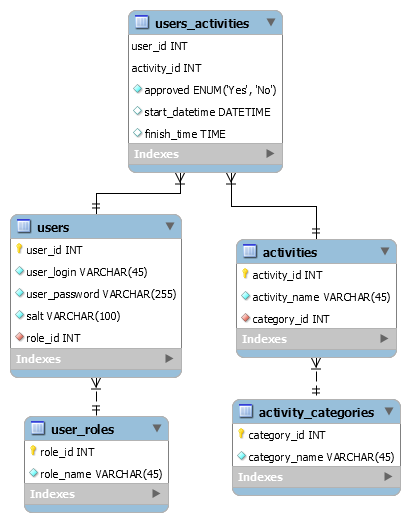 users_activities
user_id INT
activity_id INT
approved ENUM('Yes', 'No')
start_datetime DATETIME
finish_time TIME
Indexes
users
user_id INT
user_login VARCHAR(45)
user_password VARCHAR(255)
salt VARCHAR(100)
role_id INT
Indexes
activities
activity_id INT
activity_name VARCHAR(45)
category_id INT
Indexes
user_roles
role_id INT
role_name VARCHAR(45)
Indexes
activity_categories
category_id INT
category_name VARCHAR(45)
Indexes